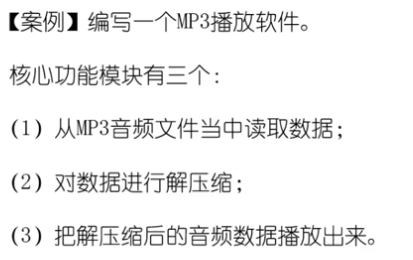 【案例】编写一个MP3播放软件。
核心功能模块有三个：
(1) 从MP3音频文件当中读取数据；
(2) 对数据进行解压缩；
(3) 把解压缩后的音频数据播放出来。